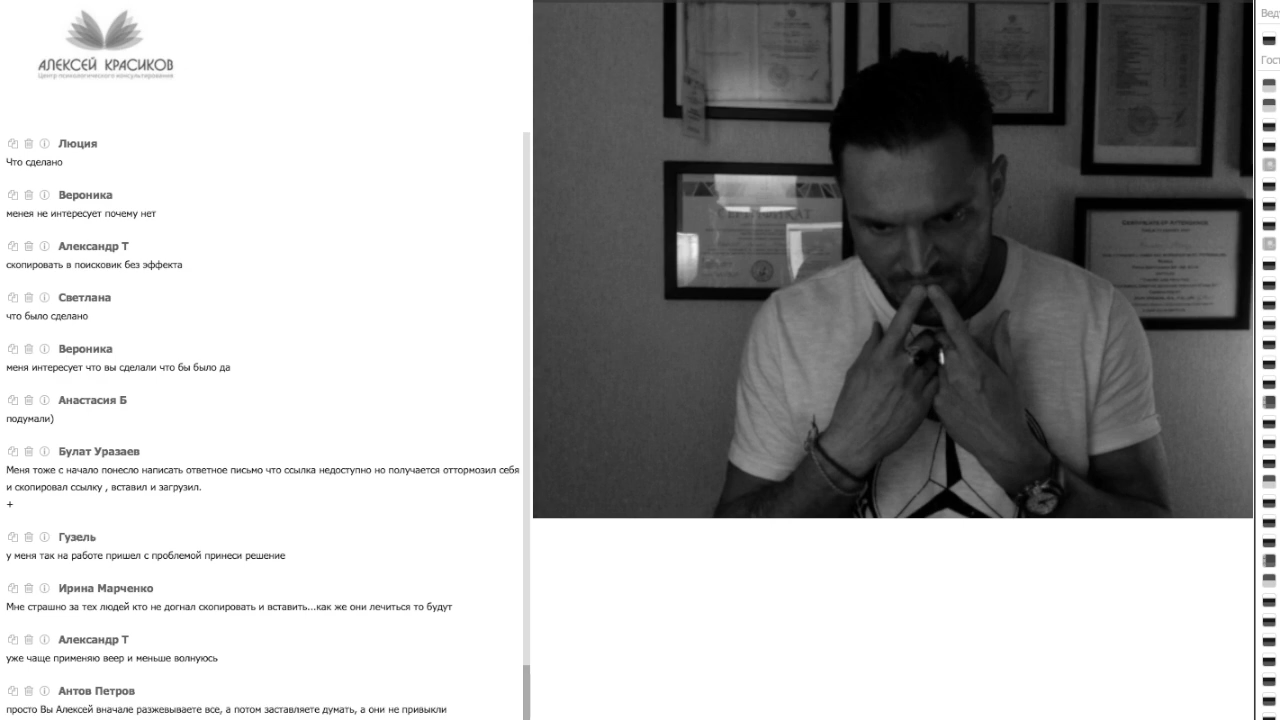 АЛЕКСЕЙ КРАСИКОВ
Центр психологического консультирования
Люция
Что сделано
Вероника
менея не интересует почему нет
Александр Т
скопировать в поисковик без эффекта
Светлана
что было сделано
Вероника
меня интересует что вы сделали что бы было да
Анастасия Б
подумали)
Булат Уразаев
Меня тоже с начало понесло написать ответное письмо что ссылка недоступно но получается оттормозил себя
и скопировал ссылку , вставил и загрузил.
+
Гузель
у меня так на работе пришел с проблемой принеси решение
Ирина Марченко
Мне страшно за тех людей кто не догнал скопировать и вставить...как же они лечиться то будут
Александр Т
уже чаще применяю веер и меньше волнуюсь
Антов Петров
просто Вы Алексей вначале разжевываете все, а потом заставляете думать, а они не привыкли
СЕРТИФИКАТ
CERTIFICATE OF ATTENDANCE
Вед
Гост